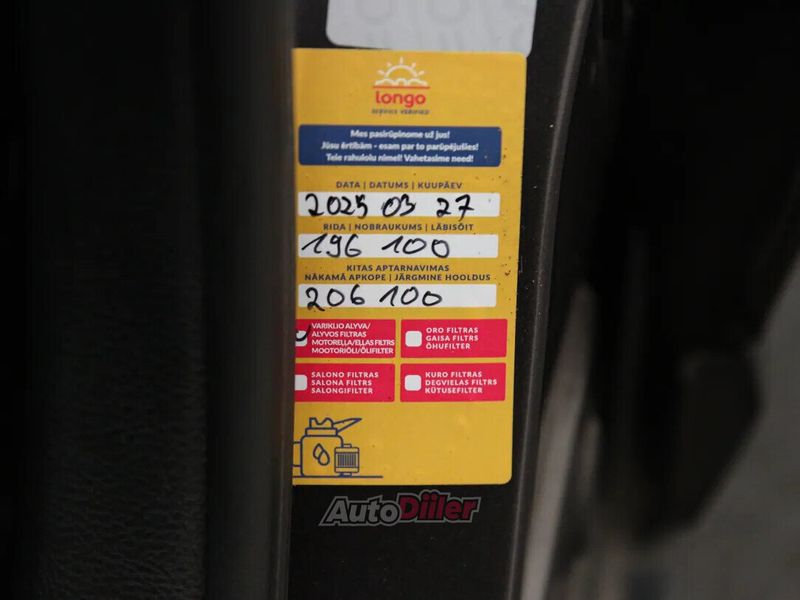 longo
SERVICE VERIFIED
Mes pasirūpinome už jus!
Jūsu ērtībām - esam par to parūpējušies!
Teie rahuloiu nimel! Vahetasime need!
DATA | DATUMS | KUUPÄEV
2025 03 27
RIDA | NOBRAUKUMS | LÄBISÕIT
196 100
KITAS APTARNAVIMAS
NĀKAMĀ APKOPE | JÄRGMINE HOOLDUS
206 100
VARIKLIO ALYVA/
ALYVOS FILTRAS
MOTOREĻĻA/EĻĻAS FILTRS
MOOTORIÕLI/ÕLIFILTER
ORO FILTRAS
GAISA FILTRS
ÕHUFILTER
SALONO FILTRAS
SALONA FILTRS
SALONGIFILTER
KURO FILTRAS
DEGVIELAS FILTRS
KÜTUSEFILTER
AutoDiiler